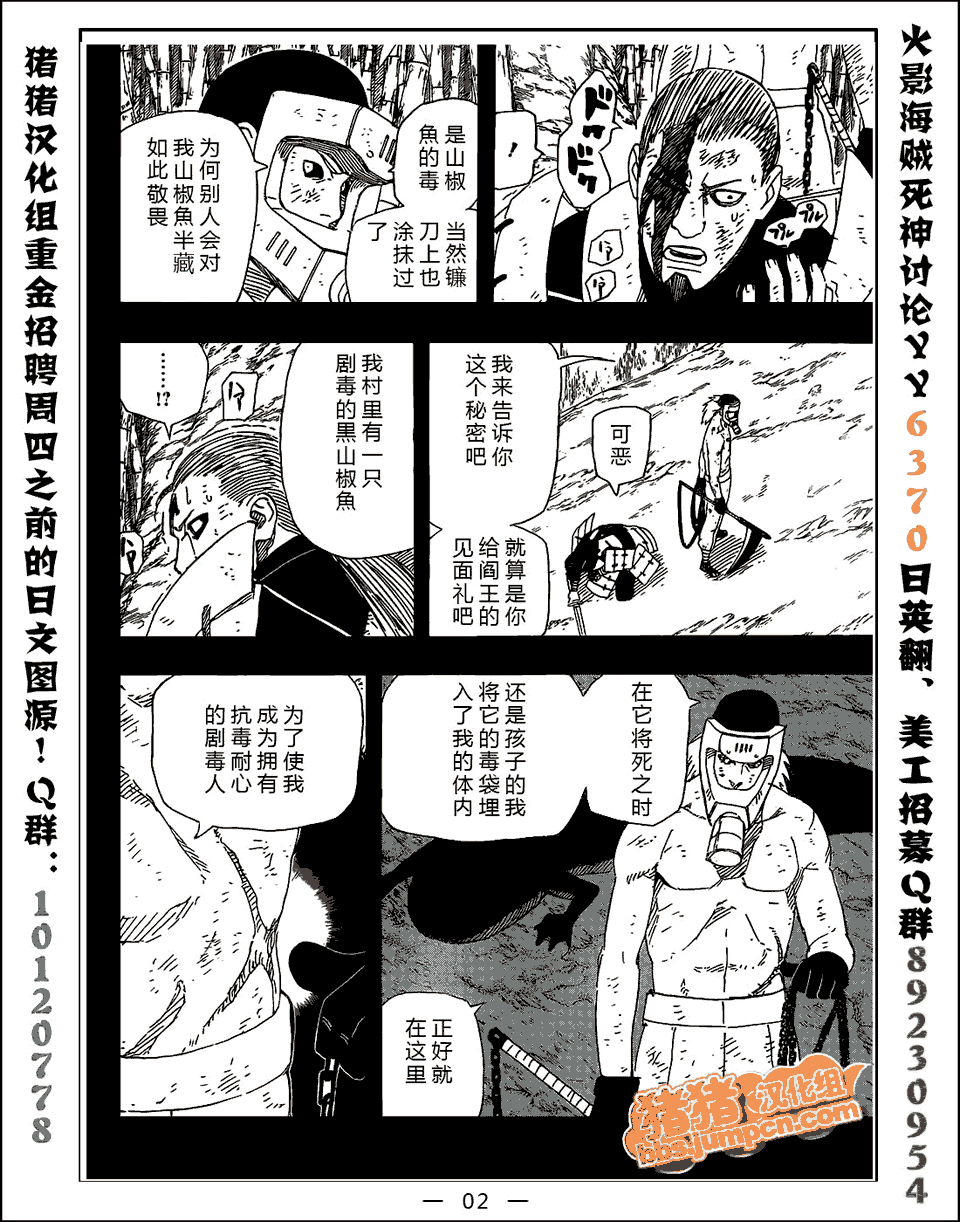 火影海贼死神讨论YY6370日英翻、美工招募Q群89230954
!
ドドドッ
プル
プル
是山椒
魚的毒
当然镰
刀上也
涂抹过
了
为何别人会对
我山椒魚半藏
如此敬畏
我来告诉你
这个秘密吧
可恶
就算是你
给阎王的
见面礼吧
我村里有一只
剧毒的黑山椒魚
……!?
在它将死之时
还是孩子的我
将它的毒袋埋
入了我的体内
正好就
在这里
为了使我
成为拥有
抗毒耐心
的剧毒人
猪猪汉化组
bbs.jumpcn.com
猪猪汉化组重金招聘周四之前的日文图源！Q群：10120778
— 02 —